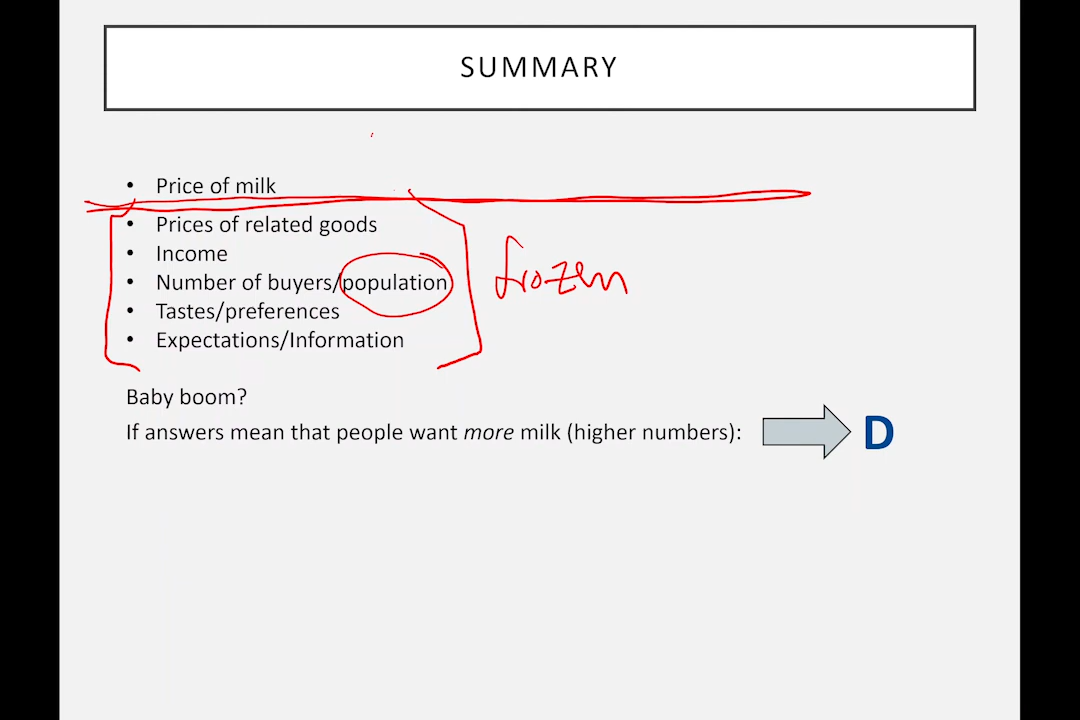 SUMMARY
• Price of milk
• Prices of related goods
• Income
• Number of buyers/population
frozen
• Tastes/preferences
• Expectations/Information
Baby boom?
If answers mean that people want more milk (higher numbers): D